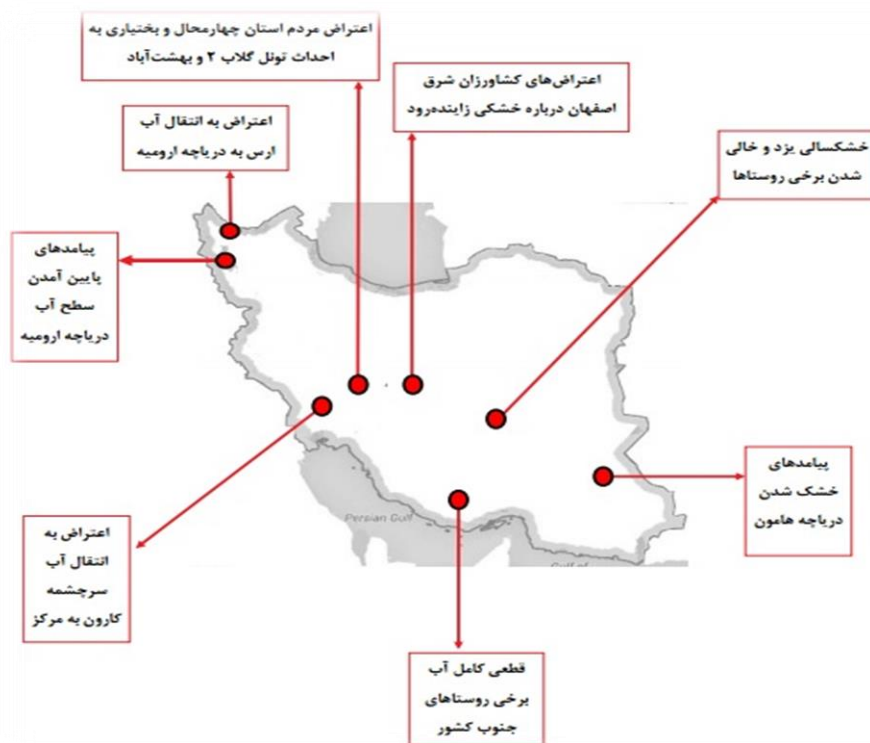 اعتراض مردم استان چهارمحال و بختیاری به
احداث تونل گلاب ۲ و بهشت‌آباد
اعتراض‌های کشاورزان شرق
اصفهان درباره خشکی زاینده‌رود
اعتراض به انتقال آب
ارس به دریاچه ارومیه
خشکسالی یزد و خالی
شدن برخی روستاها
پیامدهای
پایین آمدن
سطح آب
دریاچه ارومیه
پیامدهای
خشک شدن
دریاچه هامون
اعتراض به
انتقال آب
سرچشمه
کارون به مرکز
Persian Gulf
Gulf of
قطعی کامل آب
برخی روستاهای
جنوب کشور